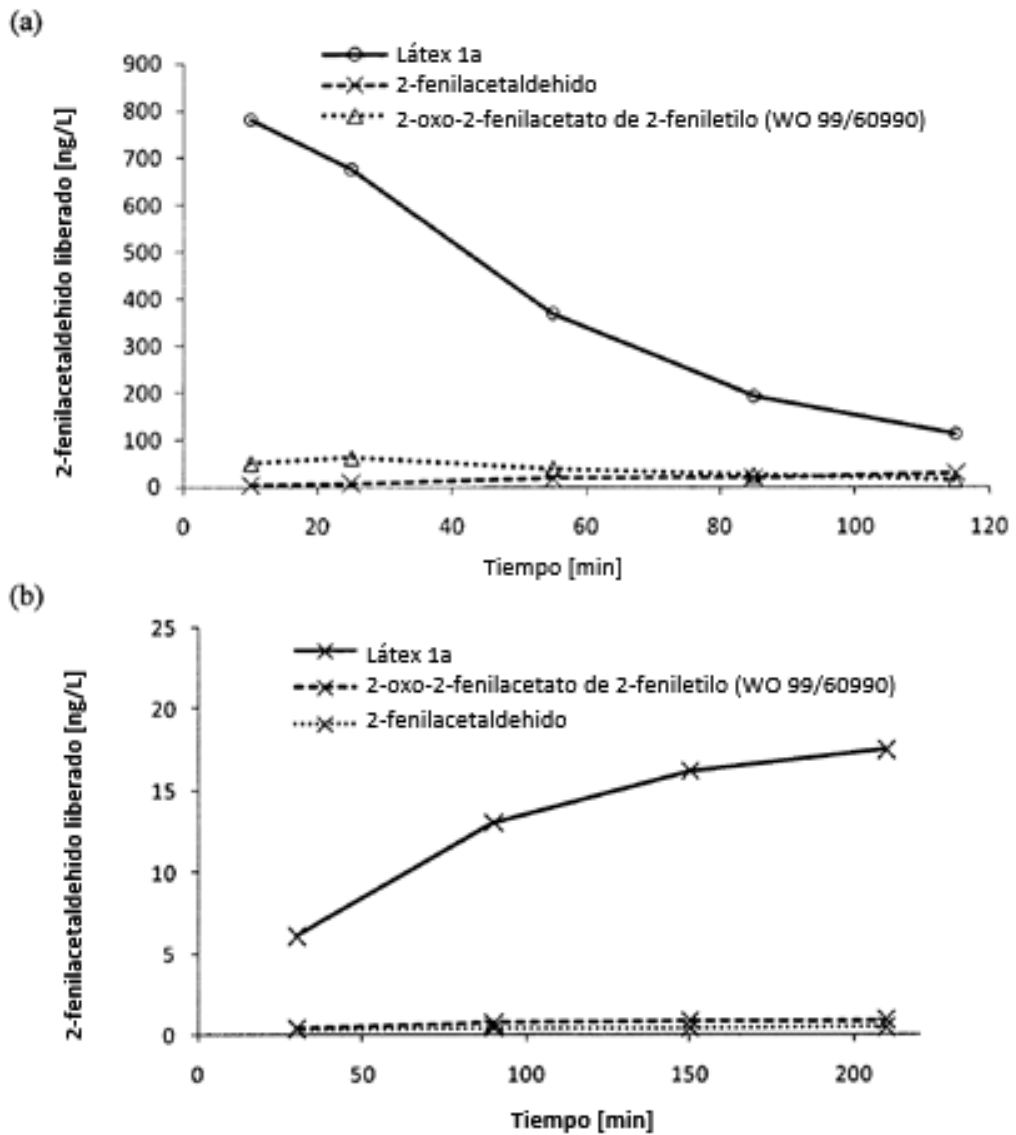 (a)
Látex 1a
2-fenilacetaldehido
2-oxo-2-fenilacetato de 2-feniletilo (WO 99/60990)
2-fenilacetaldehido liberado [ng/L]
900
800
700
600
500
400
300
200
100
0
0 20 40 60 80 100 120
Tiempo [min]
(b)
Látex 1a
2-oxo-2-fenilacetato de 2-feniletilo (WO 99/60990)
2-fenilacetaldehido
2-fenilacetaldehido liberado [ng/L]
25
20
15
10
5
0
0 50 100 150 200
Tiempo [min]